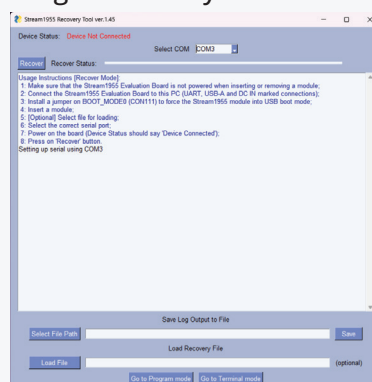 Stream1955 Recovery Tool ver.1.45
Device Status: Device Not Connected
Select COM COM3
Recover Recover Status:
Usage Instructions [Recover Mode]:
1: Make sure that the Stream1955 Evaluation Board is not powered when inserting or removing a module;
2: Connect the Stream1955 Evaluation Board to this PC (UART, USB-A and DC IN marked connections);
3: Install a jumper on BOOT_MODE0 (CON111) to force the Stream1955 module into USB boot mode;
4: Insert a module;
5: [Optional] Select file for loading;
6: Select the correct serial port;
7: Power on the board (Device Status should say 'Device Connected');
8: Press on 'Recover' button.
Setting up serial using COM3
Save Log Output to File
Select File Path Save
Load Recovery File
Load File (optional)
Go to Program mode Go to Terminal mode